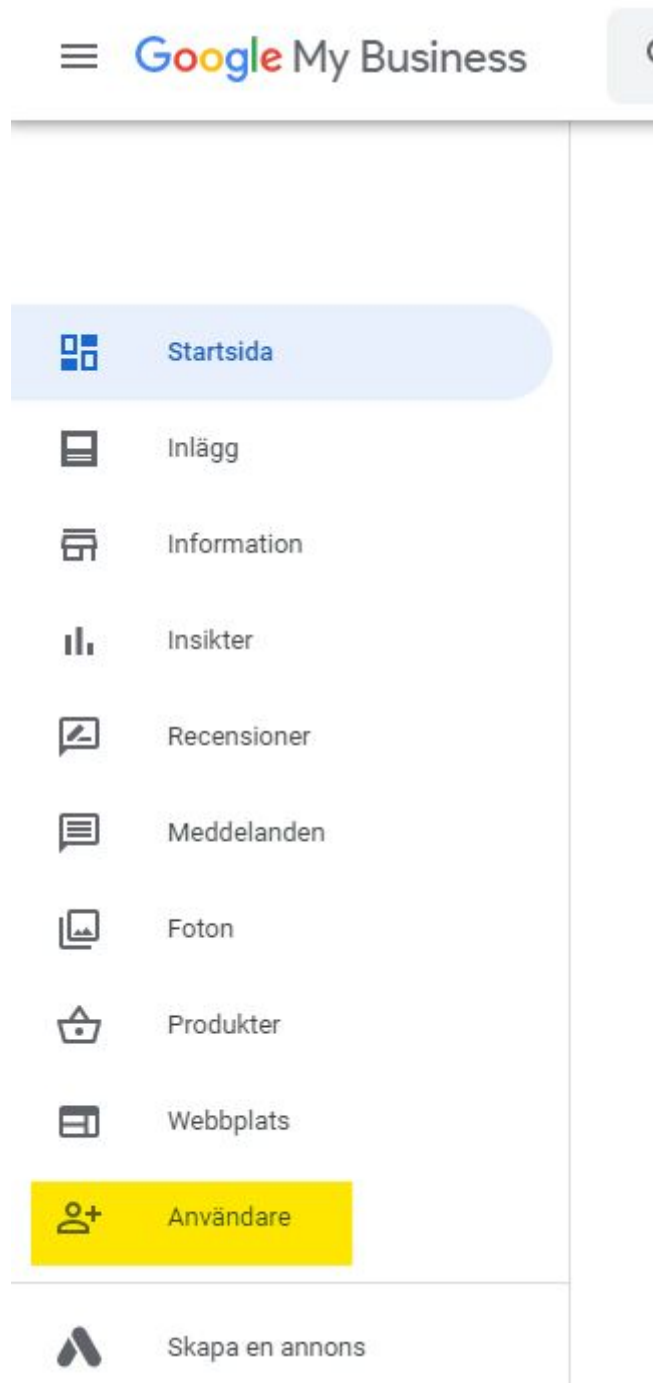 Google My Business
Startsida
Inlägg
Information
Insikter
Recensioner
Meddelanden
Foton
Produkter
Webbplats
Användare
Skapa en annons